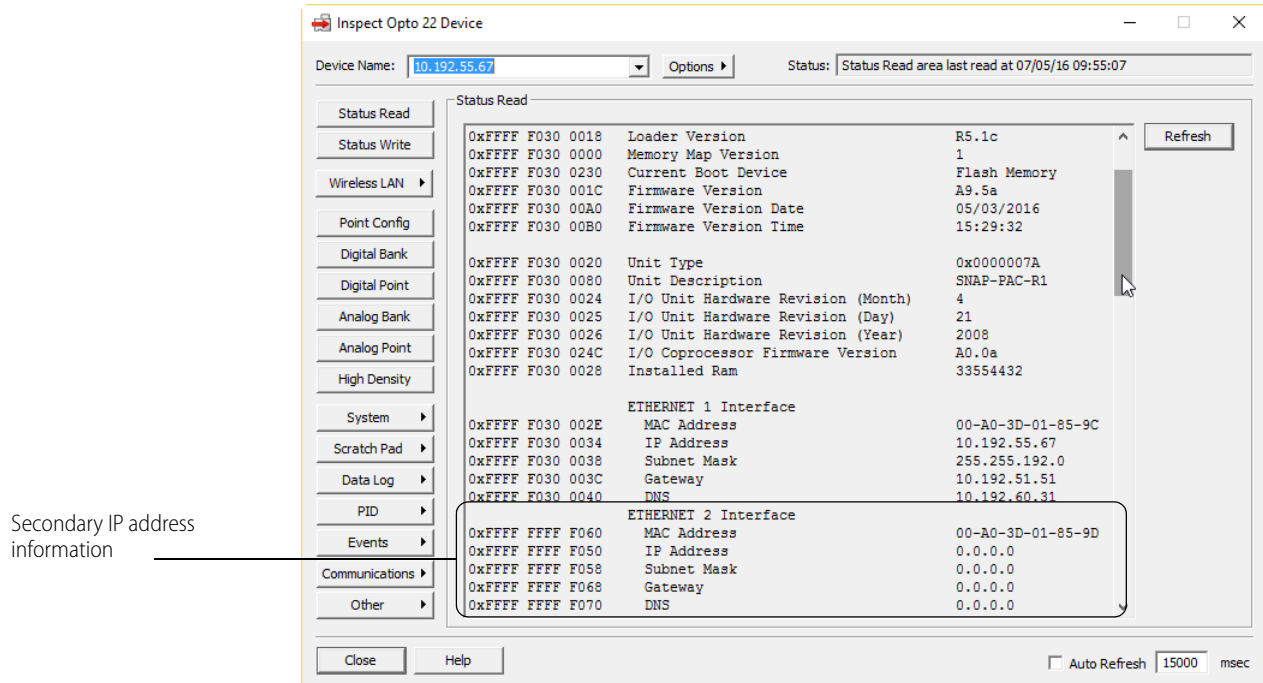 Inspect Opto 22 Device
Device Name: 10.192.55.67 Options Status: Status Read area last read at 07/05/16 09:55:07
Status Read
Status Write
Wireless LAN
Point Config
Digital Bank
Digital Point
Analog Bank
Analog Point
High Density
System
Scratch Pad
Data Log
PID
Events
Communications
Other
Status Read
0xFFFF F030 0018 Loader Version R5.1c
0xFFFF F030 0000 Memory Map Version 1
0xFFFF F030 0230 Current Boot Device Flash Memory
0xFFFF F030 001C Firmware Version A9.5a
0xFFFF F030 00A0 Firmware Version Date 05/03/2016
0xFFFF F030 00B0 Firmware Version Time 15:29:32
0xFFFF F030 0020 Unit Type 0x0000007A
0xFFFF F030 0080 Unit Description SNAP-PAC-R1
0xFFFF F030 0024 I/O Unit Hardware Revision (Month) 4
0xFFFF F030 0025 I/O Unit Hardware Revision (Day) 21
0xFFFF F030 0026 I/O Unit Hardware Revision (Year) 2008
0xFFFF F030 024C I/O Coprocessor Firmware Version A0.0a
0xFFFF F030 0028 Installed Ram 33554432
ETHERNET 1 Interface
0xFFFF F030 002E MAC Address 00-A0-3D-01-85-9C
0xFFFF F030 0034 IP Address 10.192.55.67
0xFFFF F030 0038 Subnet Mask 255.255.192.0
0xFFFF F030 003C Gateway 10.192.51.51
0xFFFF F030 0040 DNS 10.192.60.31
ETHERNET 2 Interface
0xFFFF FFFF F060 MAC Address 00-A0-3D-01-85-9D
0xFFFF FFFF F050 IP Address 0.0.0.0
0xFFFF FFFF F058 Subnet Mask 0.0.0.0
0xFFFF FFFF F068 Gateway 0.0.0.0
0xFFFF FFFF F070 DNS 0.0.0.0
Refresh
Secondary IP address
information
Close Help Auto Refresh 15000 msec